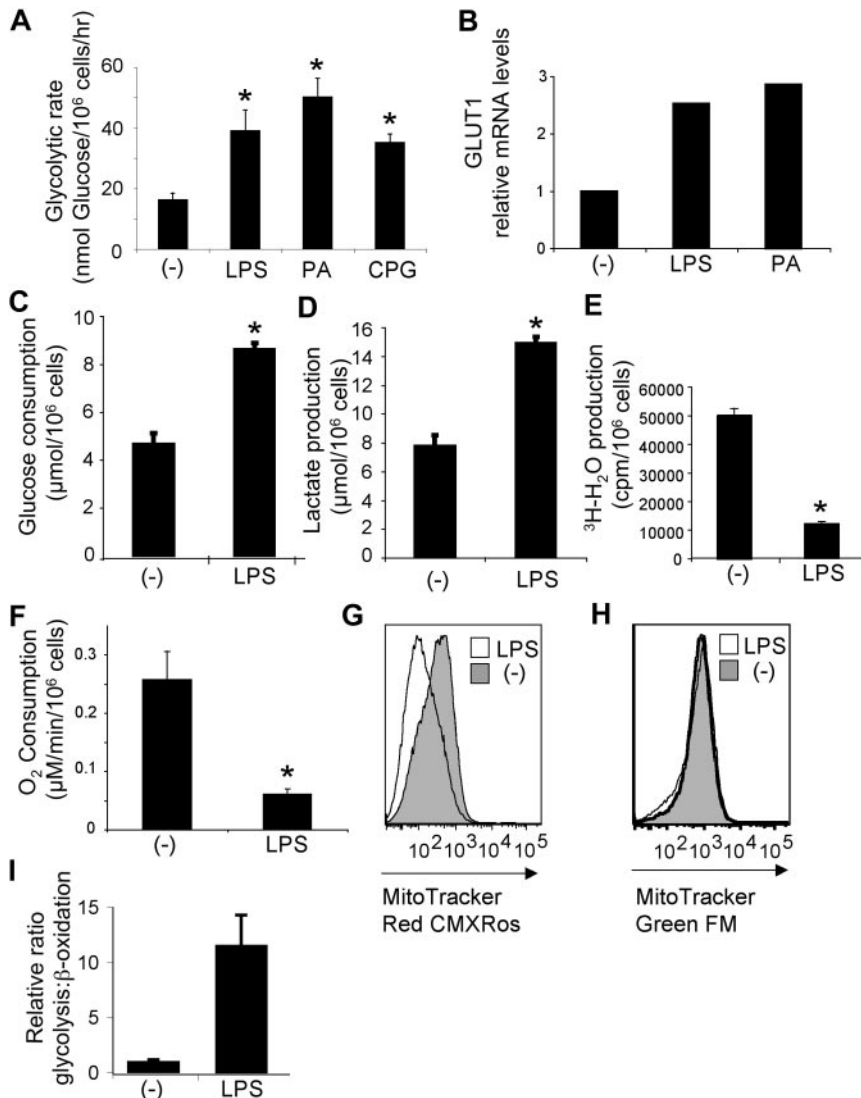 A
Glycolytic rate
(nmol Glucose/10⁶ cells/hr)
60
40
20
0
(-) LPS PA CPG
* * *
B
GLUT1
relative mRNA levels
3
2
1
0
(-) LPS PA
C
Glucose consumption
(µmol/10⁶ cells)
10
8
6
4
2
0
(-) LPS
*
D
Lactate production
(µmol/10⁶ cells)
16
14
12
10
8
6
4
2
0
(-) LPS
*
E
³H-H₂O production
(cpm/10⁶ cells)
60000
50000
40000
30000
20000
10000
0
(-) LPS
*
F
O₂ Consumption
(µM/min/10⁶ cells)
0.3
0.2
0.1
0
(-) LPS
*
G
LPS
(-)
10² 10³ 10⁴ 10⁵
MitoTracker
Red CMXRos
H
LPS
(-)
10² 10³ 10⁴ 10⁵
MitoTracker
Green FM
I
Relative ratio
glycolysis:β-oxidation
15
10
5
0
(-) LPS